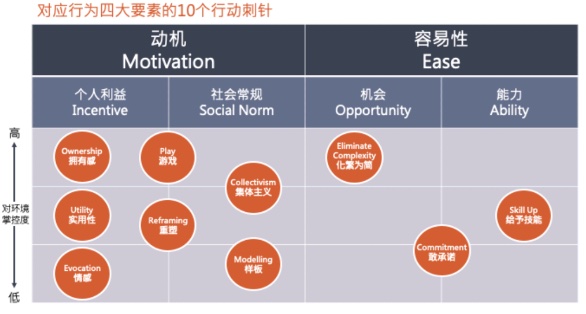 对应行为四大要素的10个行动刺针
动机
Motivation
容易性
Ease
个人利益
Incentive
社会常规
Social Norm
机会
Opportunity
能力
Ability
高
对环境
掌控度
低
Ownership
拥有感
Play
游戏
Eliminate
Complexity
化繁为简
Collectivism
集体主义
Utility
实用性
Reframing
重塑
Skill Up
给予技能
Commitment
敢承诺
Evocation
情感
Modelling
样板